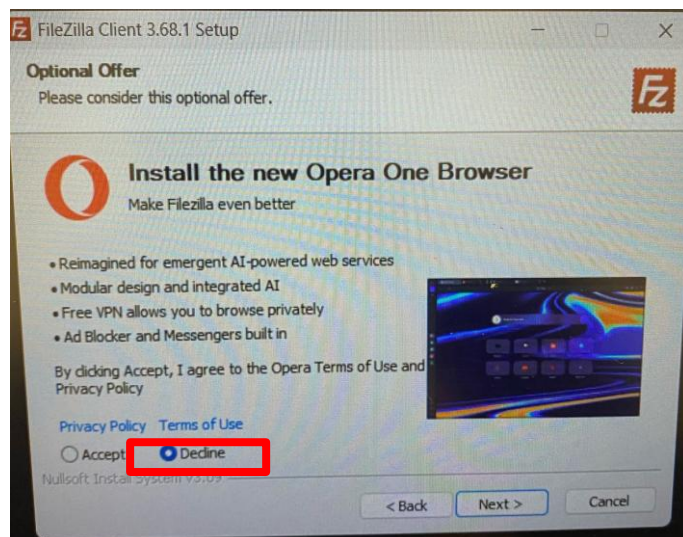 FileZilla Client 3.68.1 Setup
Optional Offer
Please consider this optional offer.
Install the new Opera One Browser
Make Filezilla even better
• Reimagined for emergent AI-powered web services
• Modular design and integrated AI
• Free VPN allows you to browse privately
• Ad Blocker and Messengers built in
By clicking Accept, I agree to the Opera Terms of Use and
Privacy Policy
Privacy Policy Terms of Use
Accept Decline
Nullsoft Install System v3.09
< Back Next > Cancel